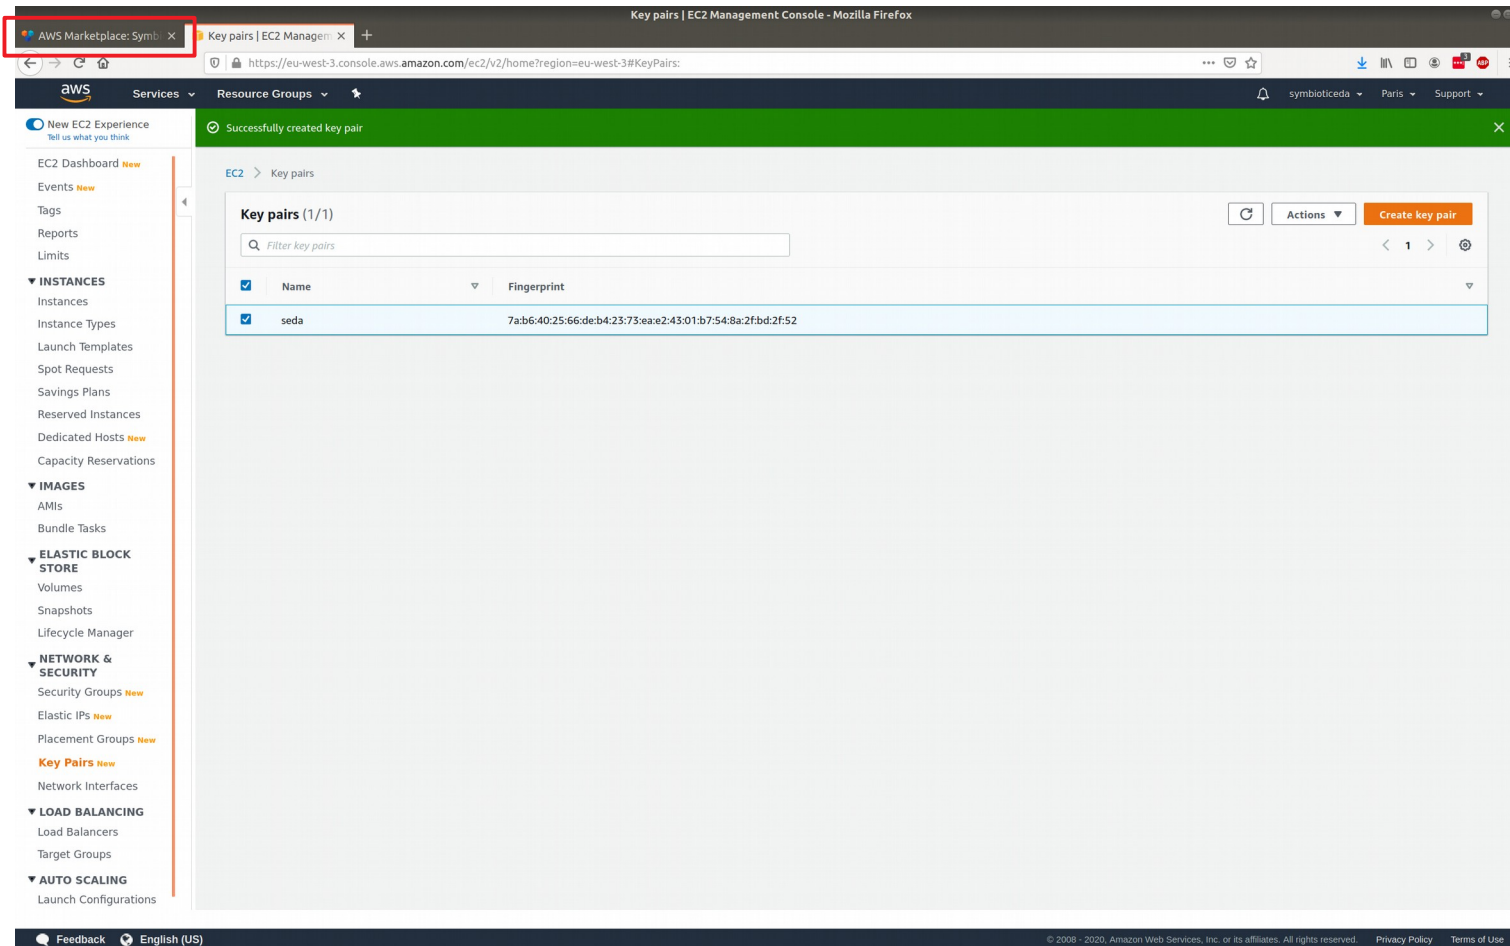 Key pairs | EC2 Management Console - Mozilla Firefox
AWS Marketplace: Symbi
Key pairs | EC2 Managem
https://eu-west-3.console.aws.amazon.com/ec2/v2/home?region=eu-west-3#KeyPairs:
aws Services Resource Groups symbioticeda Paris Support
New EC2 Experience
Tell us what you think
Successfully created key pair
EC2 Dashboard New
Events New
Tags
Reports
Limits
INSTANCES
Instances
Instance Types
Launch Templates
Spot Requests
Savings Plans
Reserved Instances
Dedicated Hosts New
Capacity Reservations
IMAGES
AMIs
Bundle Tasks
ELASTIC BLOCK
STORE
Volumes
Snapshots
Lifecycle Manager
NETWORK &
SECURITY
Security Groups New
Elastic IPs New
Placement Groups New
Key Pairs New
Network Interfaces
LOAD BALANCING
Load Balancers
Target Groups
AUTO SCALING
Launch Configurations
EC2 > Key pairs
Key pairs (1/1)
Actions
Create key pair
Filter key pairs
1
Name Fingerprint
seda 7a:b6:40:25:66:de:b4:23:73:ea:e2:43:01:b7:54:8a:2f:bd:2f:52
Feedback English (US) © 2008 - 2020, Amazon Web Services, Inc. or its affiliates. All rights reserved. Privacy Policy Terms of Use